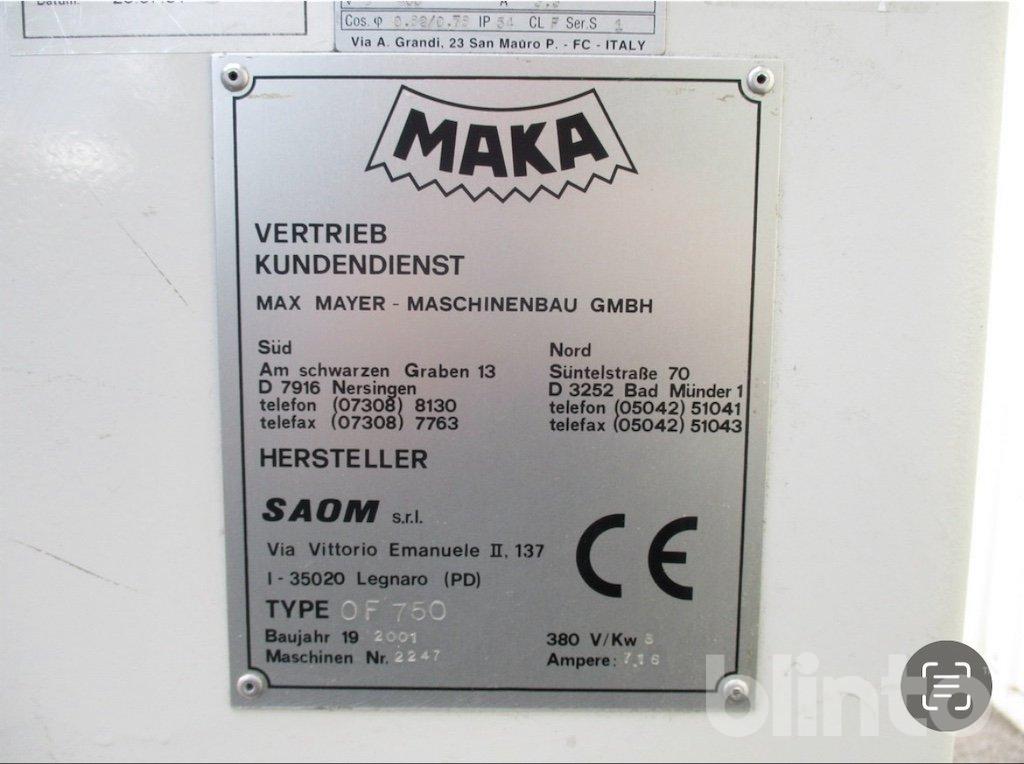 Datum:
Cos. φ 0.82/0.73 IP 54 CL F Ser.S 1
Via A. Grandi, 23 San Mauro P. - FC - ITALY
MAKA
VERTRIEB
KUNDENDIENST
MAX MAYER - MASCHINENBAU GMBH
Süd
Am schwarzen Graben 13
D 7916 Nersingen
telefon (07308) 8130
telefax (07308) 7763
Nord
Süntelstraße 70
D 3252 Bad Münder 1
telefon (05042) 51041
telefax (05042) 51043
HERSTELLER
SAOM s.r.l.
Via Vittorio Emanuele II, 137
I - 35020 Legnaro (PD)
CE
TYPE OF 750
Baujahr 19 2001
Maschinen Nr. 2247
380 V/Kw
Ampere:
blinto